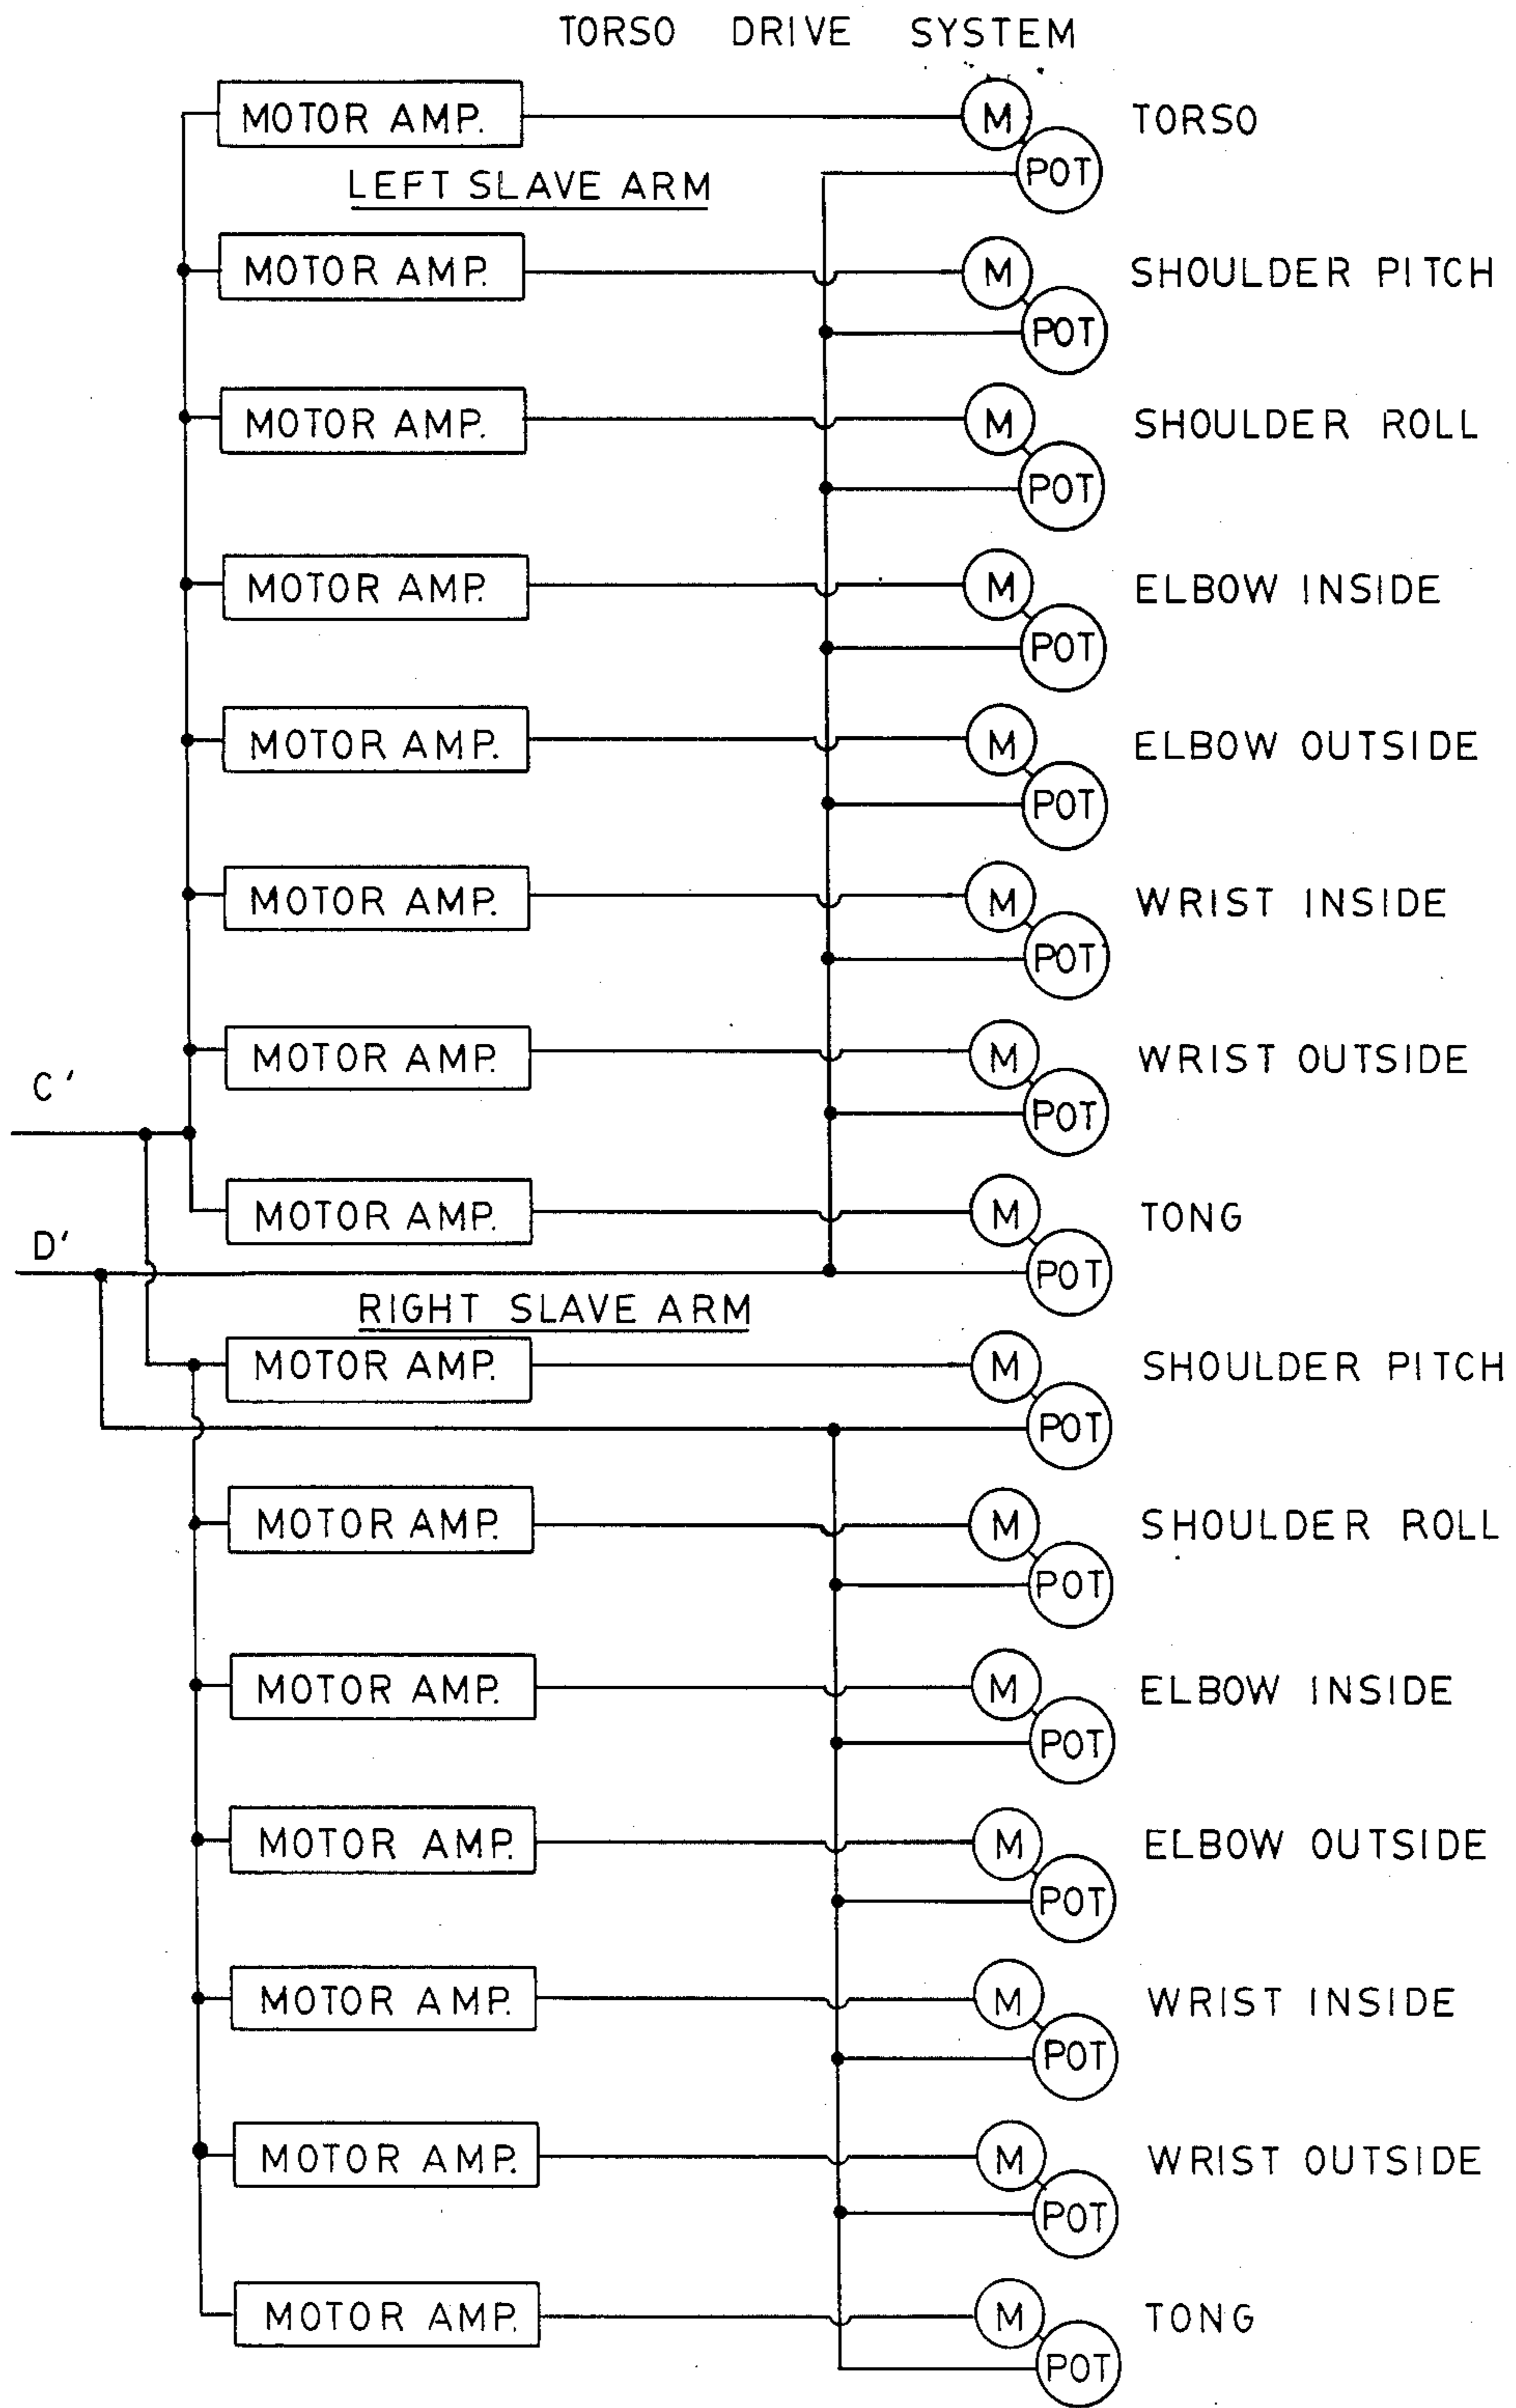 TORSO DRIVE SYSTEM
MOTOR AMP. M TORSO
POT
LEFT SLAVE ARM
MOTOR AMP. M SHOULDER PITCH
POT
MOTOR AMP. M SHOULDER ROLL
POT
MOTOR AMP. M ELBOW INSIDE
POT
MOTOR AMP. M ELBOW OUTSIDE
POT
MOTOR AMP. M WRIST INSIDE
POT
MOTOR AMP. M WRIST OUTSIDE
C'
POT
MOTOR AMP. M TONG
D'
POT
RIGHT SLAVE ARM
MOTOR AMP. M SHOULDER PITCH
POT
MOTOR AMP. M SHOULDER ROLL
POT
MOTOR AMP. M ELBOW INSIDE
POT
MOTOR AMP. M ELBOW OUTSIDE
POT
MOTOR AMP. M WRIST INSIDE
POT
MOTOR AMP. M WRIST OUTSIDE
POT
MOTOR AMP. M TONG
POT